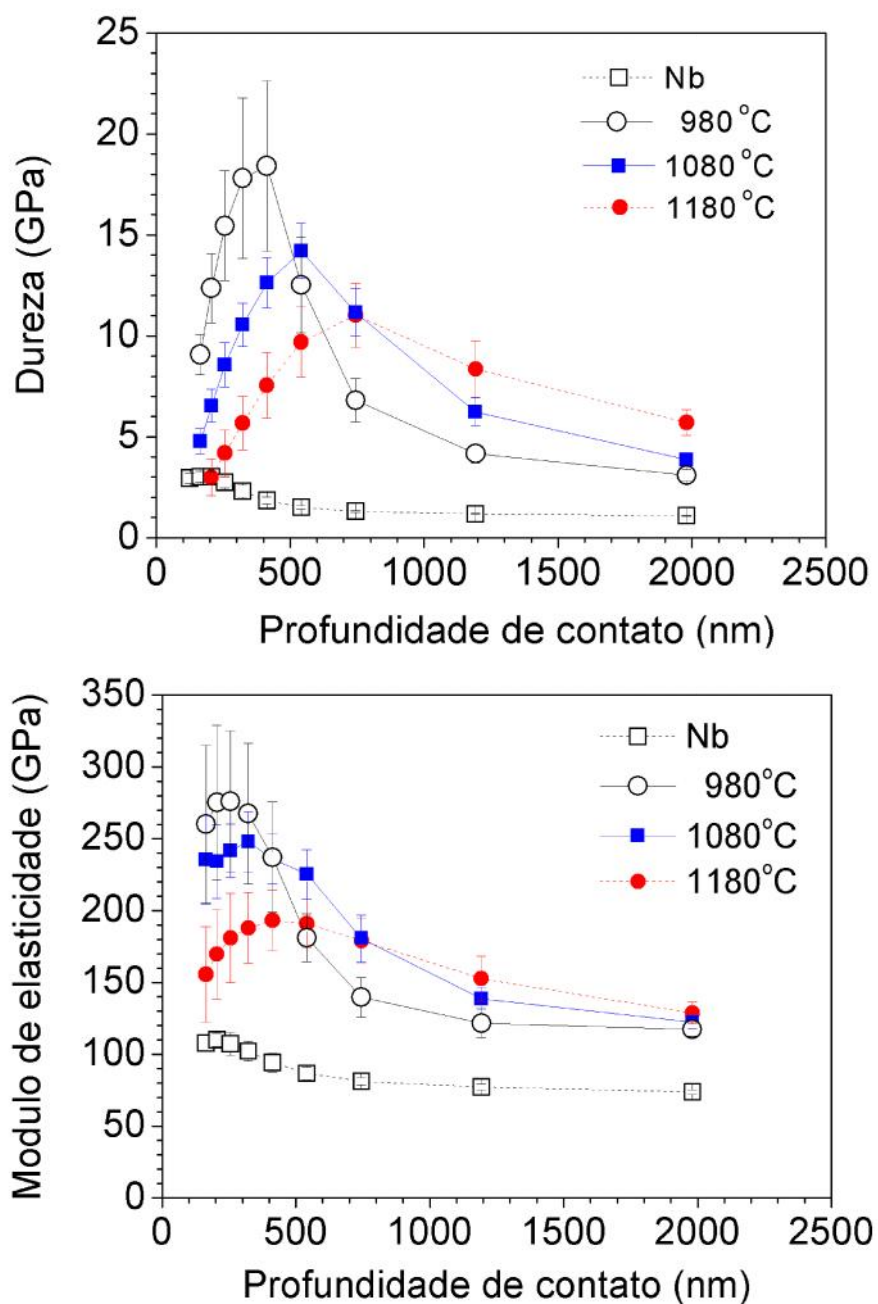 25
20
15
10
5
0
Dureza (GPa)
Nb
980 °C
1080 °C
1180 °C
0 500 1000 1500 2000 2500
Profundidade de contato (nm)
350
300
250
200
150
100
50
0
Modulo de elasticidade (GPa)
Nb
980°C
1080°C
1180°C
0 500 1000 1500 2000 2500
Profundidade de contato (nm)